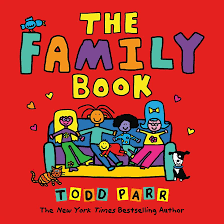 THE
FAMILY
BOOK
TODD PARR
The New York Times Bestselling Author